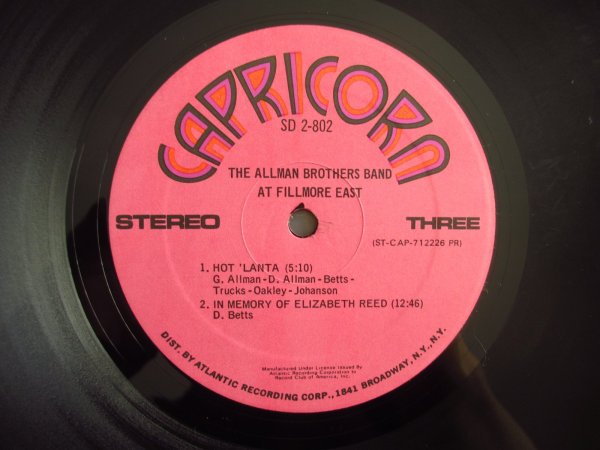 CAPRICORN
SD 2-802
THE ALLMAN BROTHERS BAND
AT FILLMORE EAST
STEREO
THREE
(ST-CAP-712226 PR)
1. HOT 'LANTA (5:10)
G. Allman-D. Allman-Betts-
Trucks-Oakley-Johanson
2. IN MEMORY OF ELIZABETH REED (12:46)
D. Betts
Manufactured Under License Issued By
Atlantic Recording Corporation to
Record Club of America, Inc.
DIST. BY ATLANTIC RECORDING CORP., 1841 BROADWAY, N.Y., N.Y.